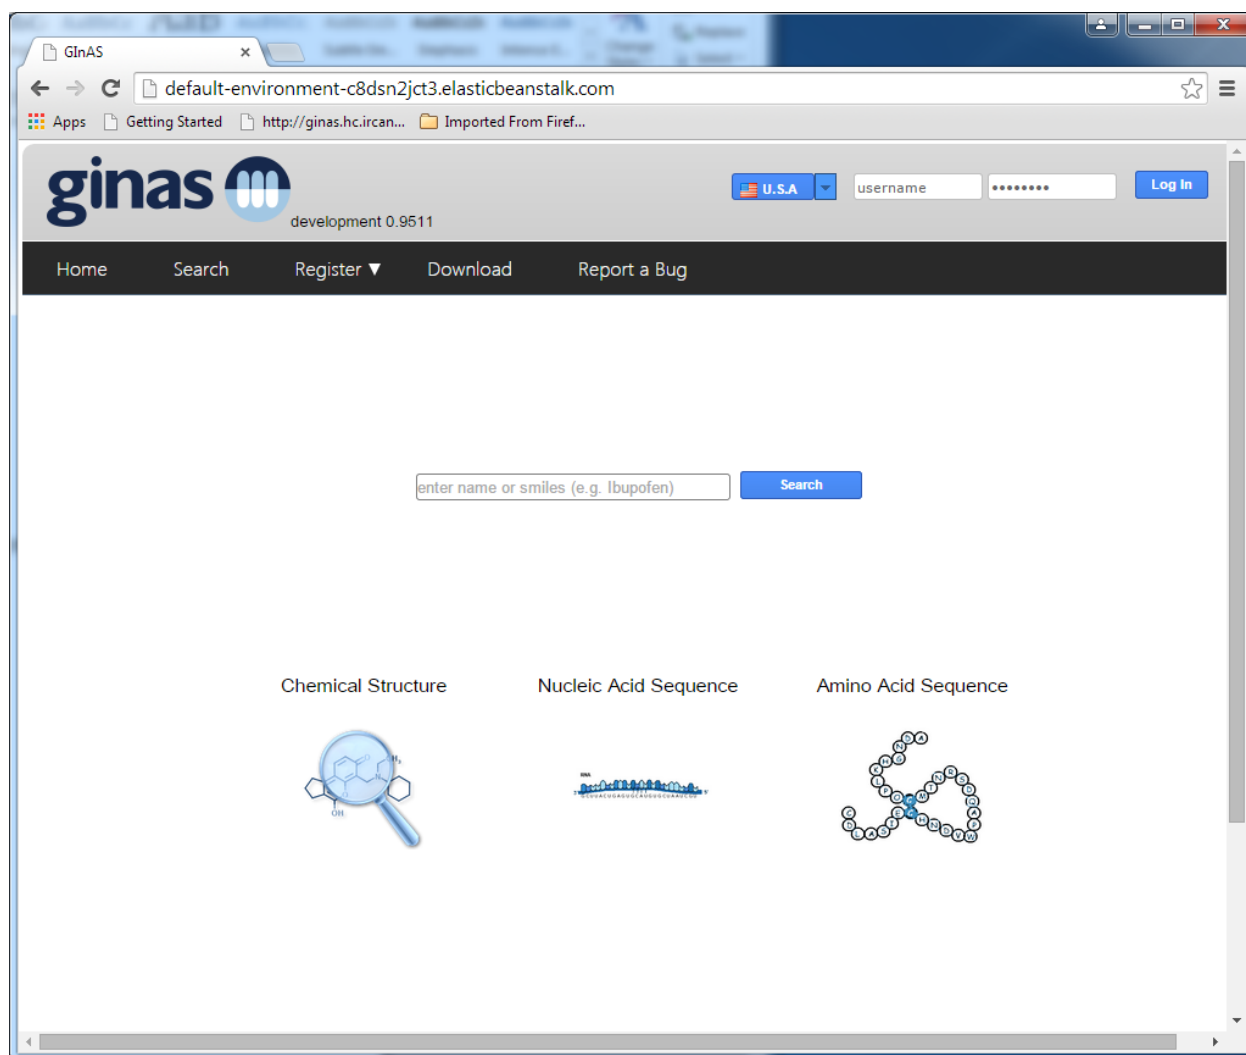 GInAS
default-environment-c8dsn2jct3.elasticbeanstalk.com
Apps Getting Started http://ginas.hc.ircan... Imported From Firef...
ginas
development 0.9511
U.S.A username •••••••• Log In
Home Search Register ▼ Download Report a Bug
enter name or smiles (e.g. Ibupofen) Search
Chemical Structure Nucleic Acid Sequence Amino Acid Sequence
RNA
OH